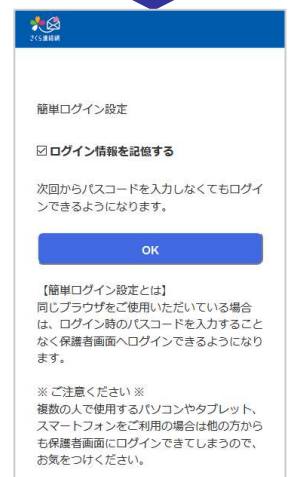 さくら連絡網
簡単ログイン設定
☑ ログイン情報を記憶する
次回からパスコードを入力しなくてもログイ
ンできるようになります。
OK
【簡単ログイン設定とは】
同じブラウザをご使用いただいている場合
は、ログイン時のパスコードを入力すること
なく保護者画面へログインできるようになり
ます。
※ ご注意ください ※
複数の人で使用するパソコンやタブレット、
スマートフォンをご利用の場合は他の方から
も保護者画面にログインできてしまうので、
お気をつけください。